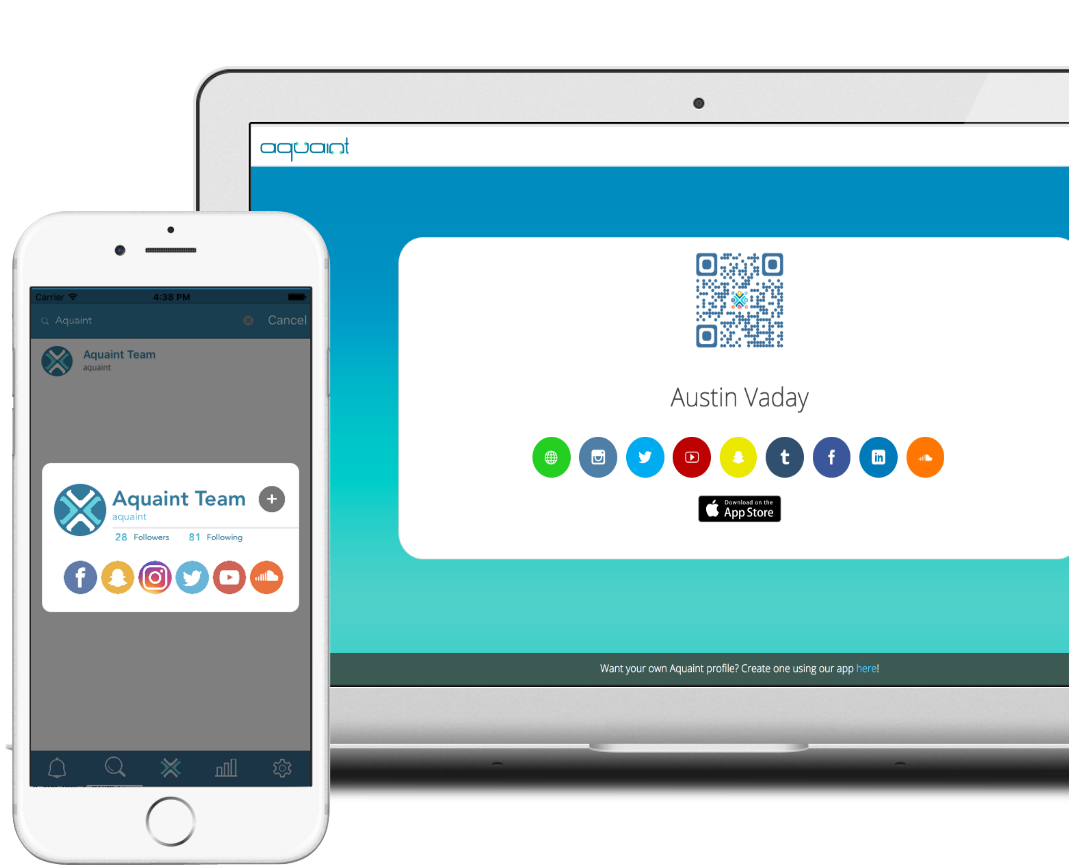 aquaint
Austin Vaday
Download on the
App Store
Want your own Aquaint profile? Create one using our app here!
Carrier 4:38 PM
Aquaint Cancel
Aquaint Team
aquaint
Aquaint Team
aquaint
28 Followers 81 Following